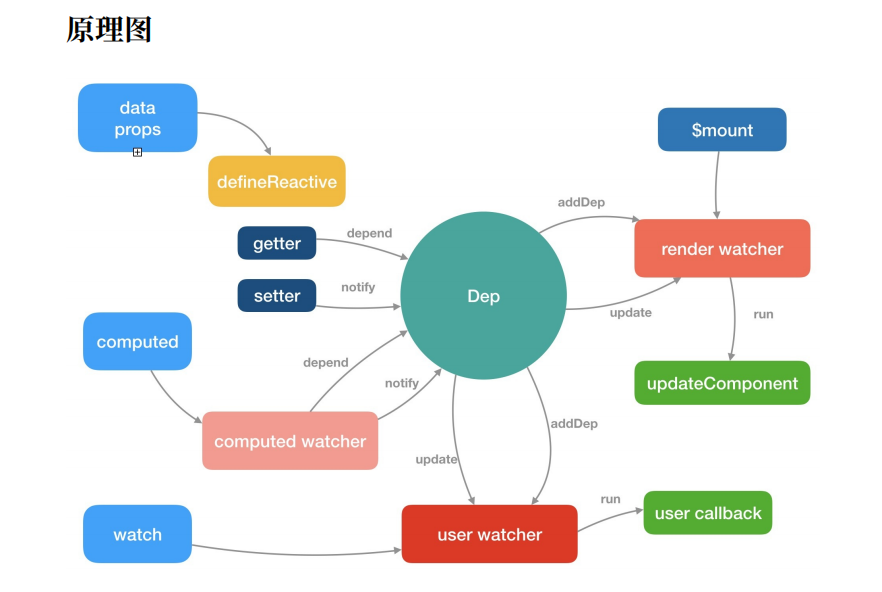 原理图
data
props
$mount
defineReactive
addDep
getter
depend
render watcher
setter
notify
Dep
update
run
computed
depend
notify
updateComponent
computed watcher
addDep
update
watch
user watcher
run
user callback